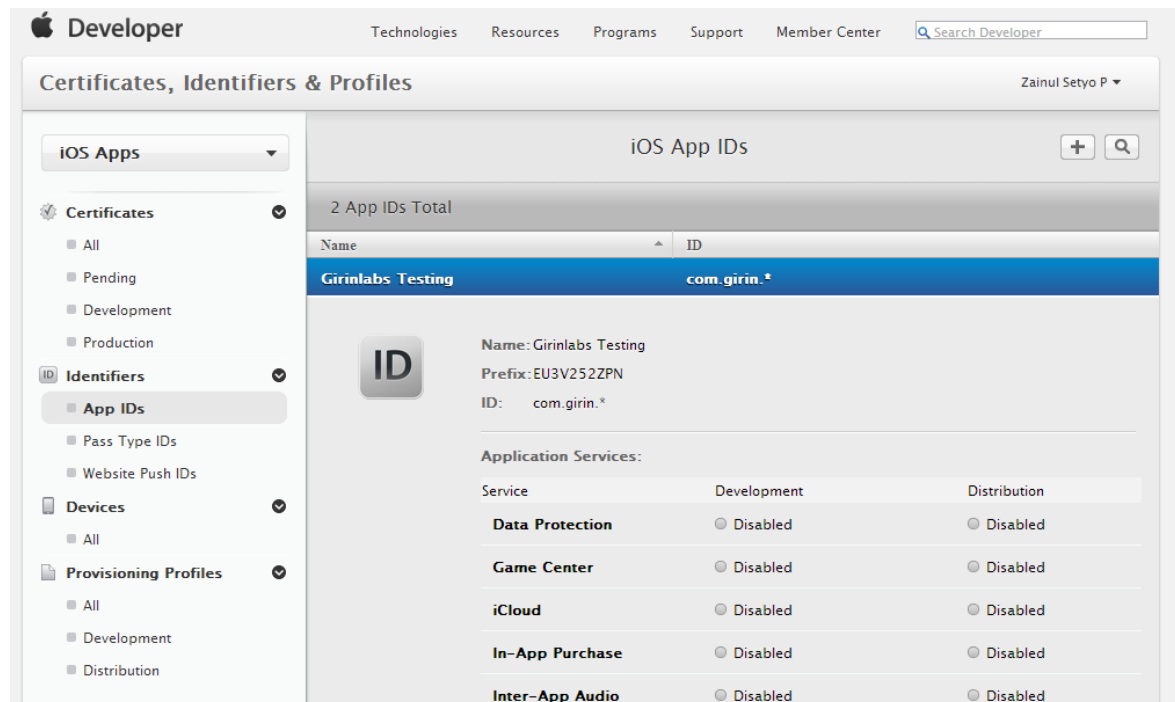 Developer
Technologies Resources Programs Support Member Center Search Developer
Certificates, Identifiers & Profiles
Zainul Setyo P
iOS Apps
Certificates
All
Pending
Development
Production
ID Identifiers
App IDs
Pass Type IDs
Website Push IDs
Devices
All
Provisioning Profiles
All
Development
Distribution
iOS App IDs
2 App IDs Total
Name ID
Girinlabs Testing com.girin.*
ID
Name: Girinlabs Testing
Prefix: EU3V252ZPN
ID: com.girin.*
Application Services:
Service Development Distribution
Data Protection Disabled Disabled
Game Center Disabled Disabled
iCloud Disabled Disabled
In-App Purchase Disabled Disabled
Inter-App Audio Disabled Disabled